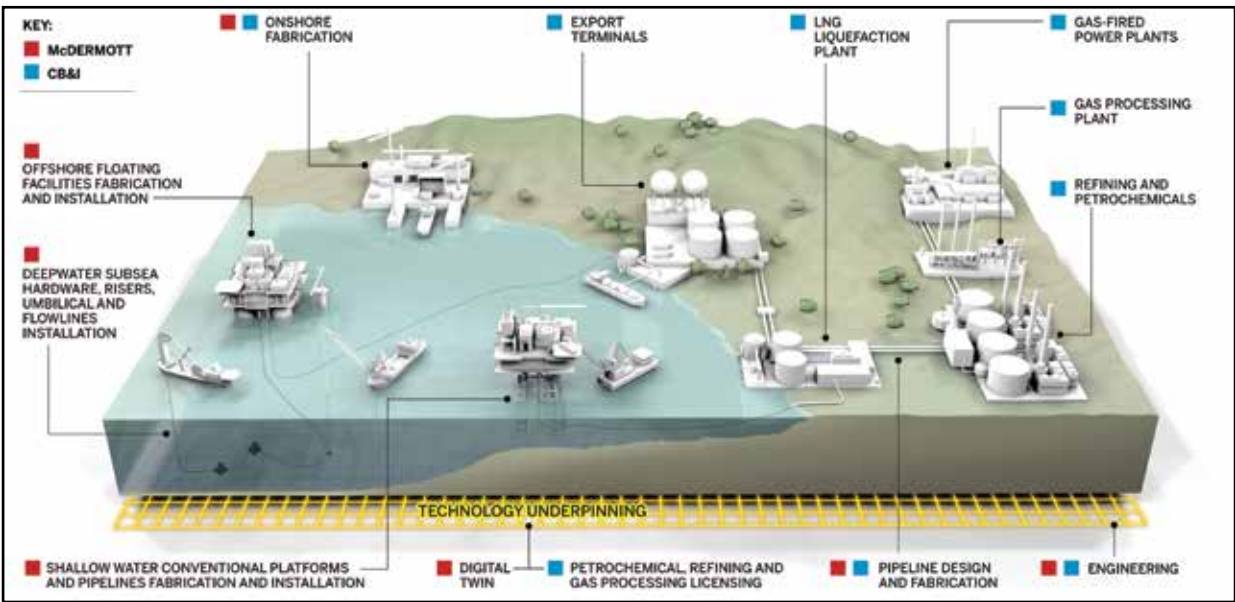 KEY:
McDERMOTT
CB&I
ONSHORE
FABRICATION
EXPORT
TERMINALS
LNG
LIQUEFACTION
PLANT
GAS-FIRED
POWER PLANTS
GAS PROCESSING
PLANT
REFINING AND
PETROCHEMICALS
OFFSHORE FLOATING
FACILITIES FABRICATION
AND INSTALLATION
DEEPWATER SUBSEA
HARDWARE, RISERS,
UMBILICAL AND
FLOWLINES
INSTALLATION
TECHNOLOGY UNDERPINNING
SHALLOW WATER CONVENTIONAL PLATFORMS
AND PIPELINES FABRICATION AND INSTALLATION
DIGITAL
TWIN
PETROCHEMICAL, REFINING AND
GAS PROCESSING LICENSING
PIPELINE DESIGN
AND FABRICATION
ENGINEERING